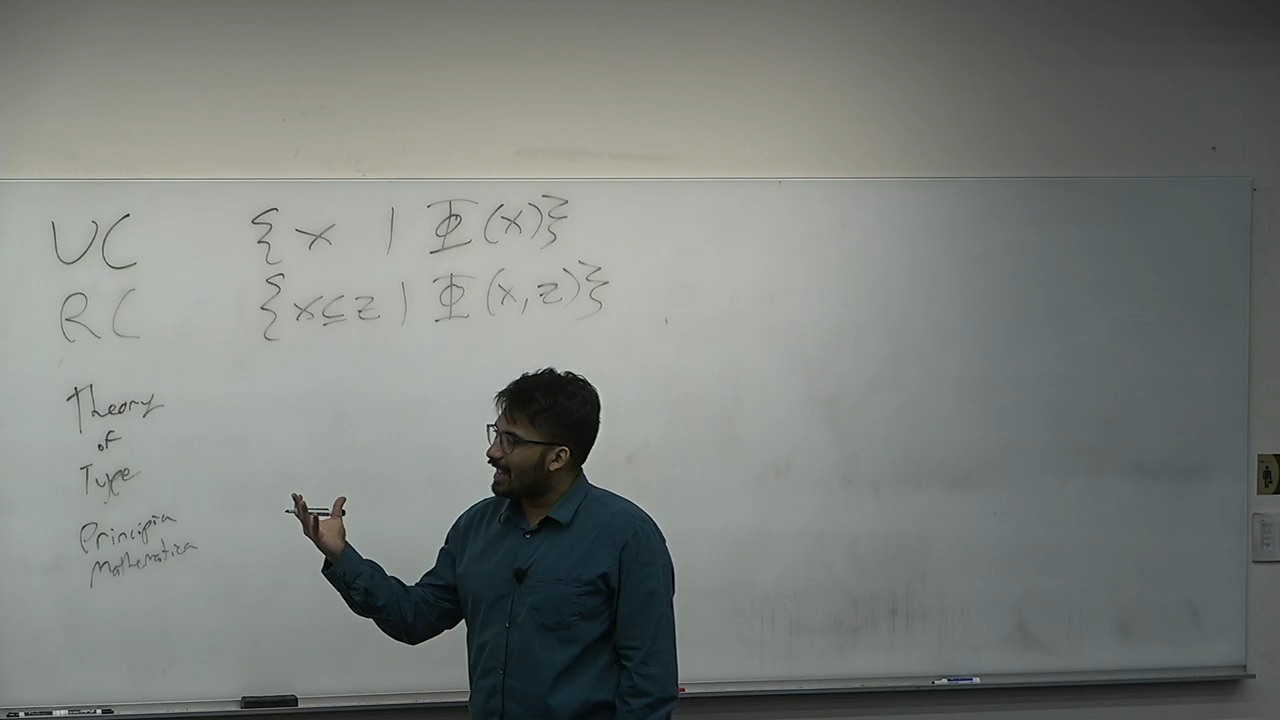 UC {x | Φ(x)}
RC {x⊆z | Φ(x,z)}
Theory
of
Type
Principia
Mathematica